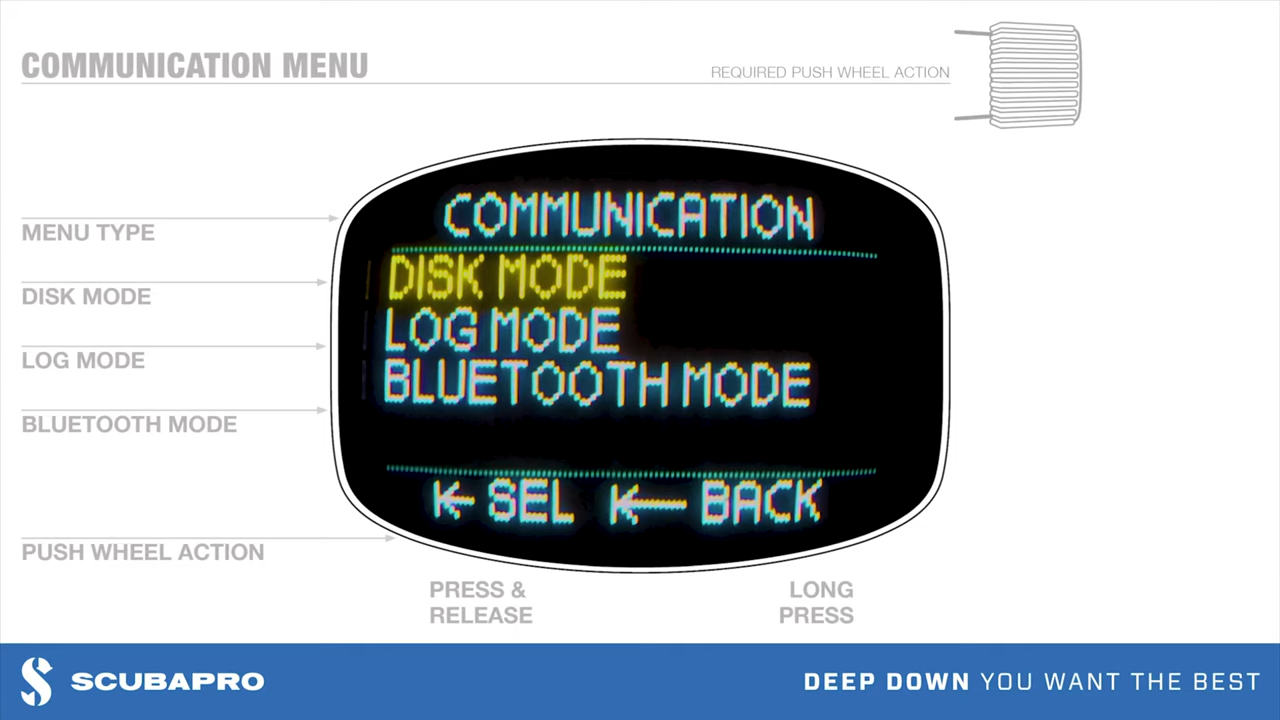 COMMUNICATION MENU
REQUIRED PUSH WHEEL ACTION
COMMUNICATION
MENU TYPE
DISK MODE
DISK MODE
LOG MODE
LOG MODE
BLUETOOTH MODE
BLUETOOTH MODE
SEL BACK
PUSH WHEEL ACTION
PRESS & RELEASE
LONG PRESS
SCUBAPRO
DEEP DOWN YOU WANT THE BEST